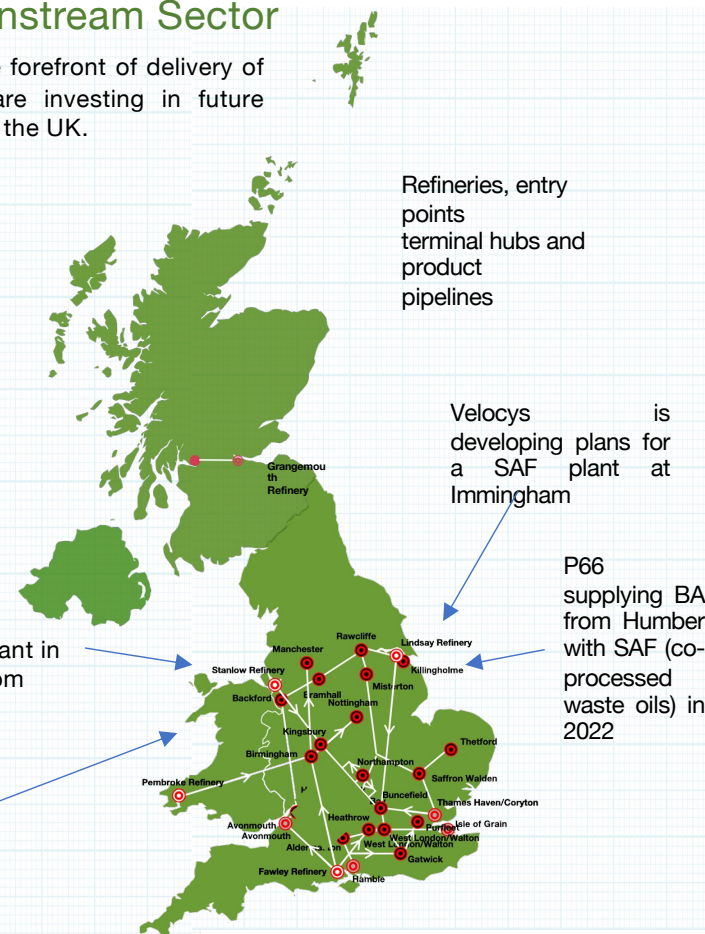 nstream Sector
forefront of delivery of
are investing in future
the UK.
Refineries, entry
points
terminal hubs and
product
pipelines
Velocys is
developing plans for
a SAF plant at
Immingham
Grangemou
th
Refinery
P66
supplying BA
from Humber
with SAF (co-
processed
waste oils) in
2022
ant in
om
Rawcliffe
Lindsay Refinery
Manchester
Killingholme
Stanlow Refinery
Misterton
Backford
Bramhall
Nottingham
Kingsbury
Thetford
Birmingham
Northampton
Saffron Walden
Pembroke Refinery
Buncefield
Thames Haven/Coryton
Heathrow
Avonmouth
Purfleet
Isle of Grain
Avonmouth
West London/Walton
West London/Walton
Gatwick
Fawley Refinery
Hamble